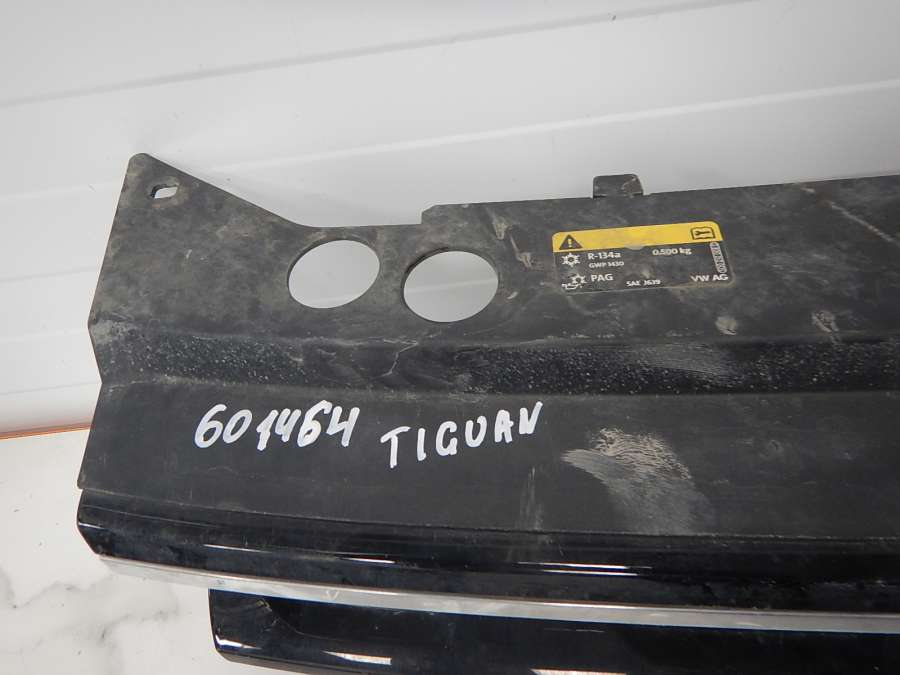 R-134a 0.500 kg
GWP 1430
PAG SAE J639 VW AG
601464 TIGUAN